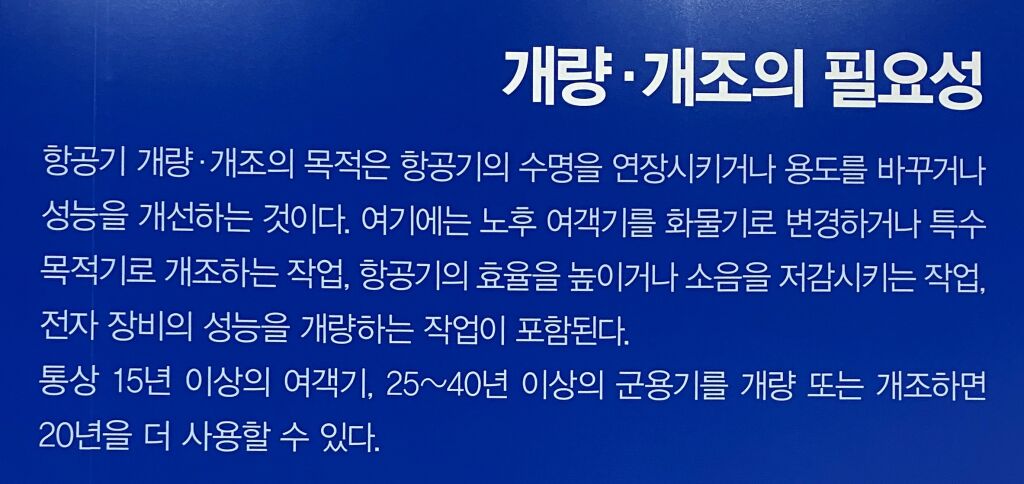 개량·개조의 필요성
항공기 개량·개조의 목적은 항공기의 수명을 연장시키거나 용도를 바꾸거나
성능을 개선하는 것이다. 여기에는 노후 여객기를 화물기로 변경하거나 특수
목적기로 개조하는 작업, 항공기의 효율을 높이거나 소음을 저감시키는 작업,
전자 장비의 성능을 개량하는 작업이 포함된다.
통상 15년 이상의 여객기, 25~40년 이상의 군용기를 개량 또는 개조하면
20년을 더 사용할 수 있다.